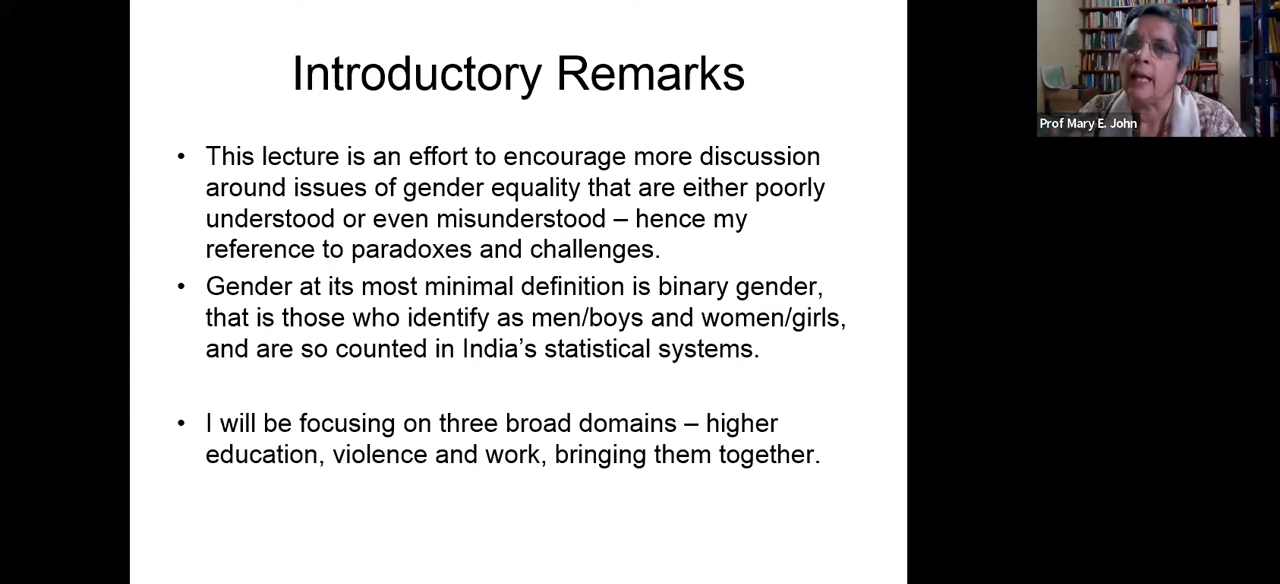 Introductory Remarks
• This lecture is an effort to encourage more discussion
around issues of gender equality that are either poorly
understood or even misunderstood – hence my
reference to paradoxes and challenges.
• Gender at its most minimal definition is binary gender,
that is those who identify as men/boys and women/girls,
and are so counted in India’s statistical systems.
• I will be focusing on three broad domains – higher
education, violence and work, bringing them together.
Prof Mary E. John